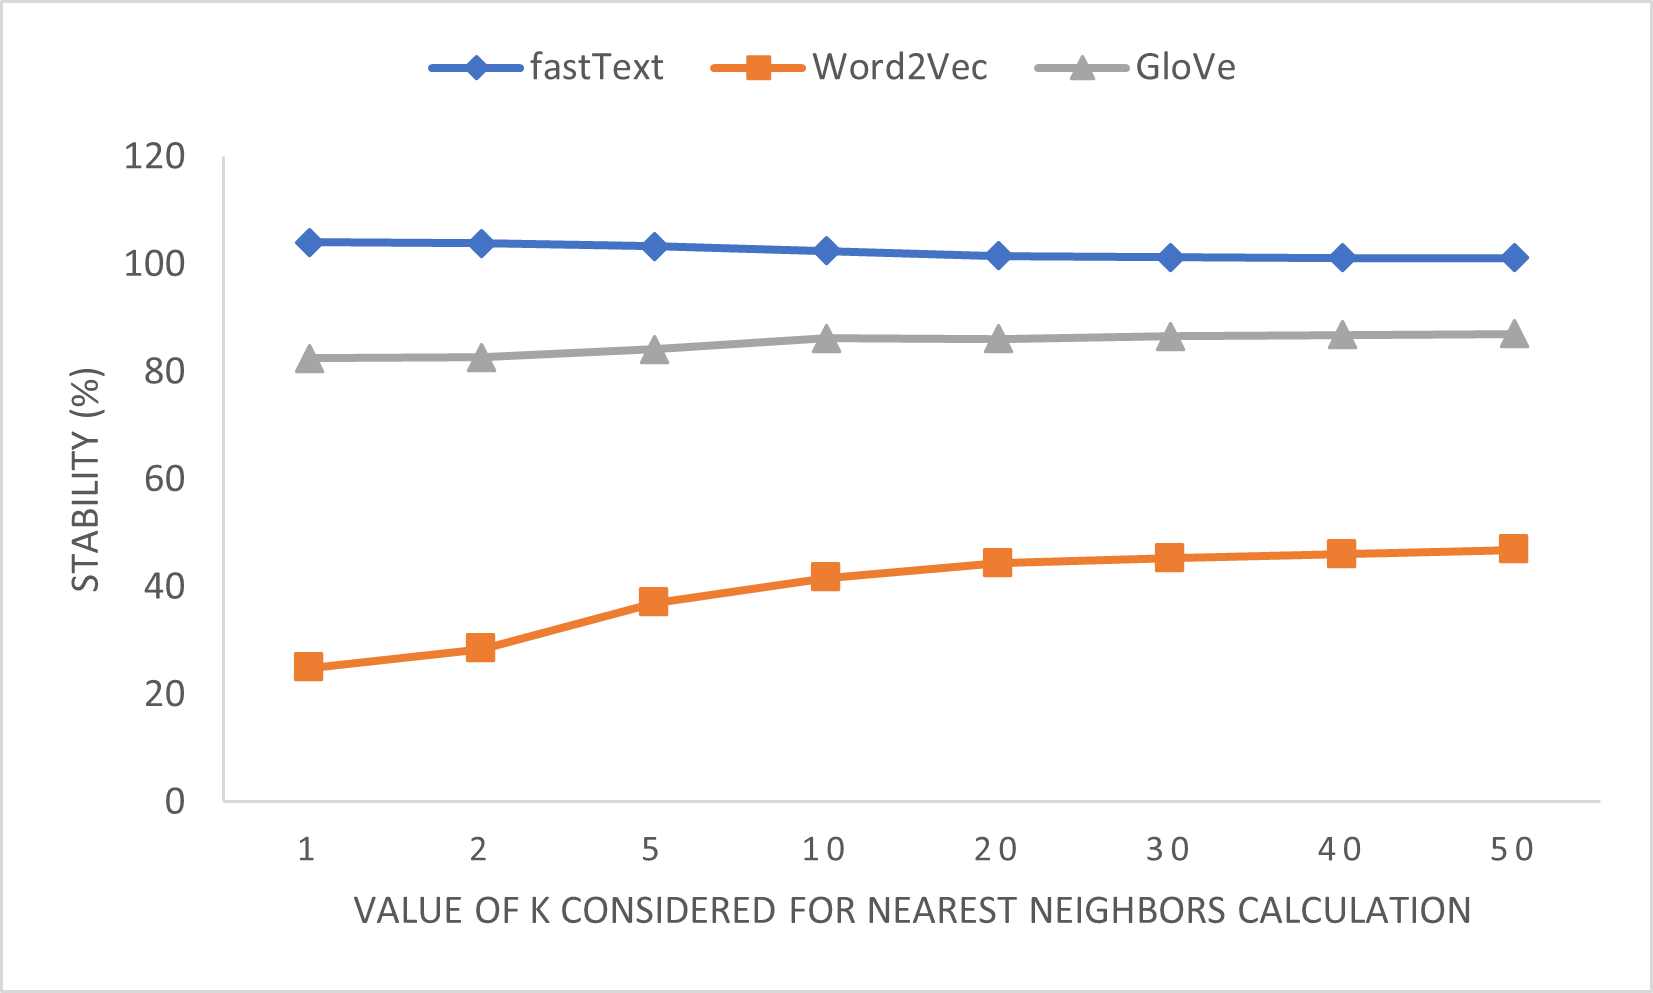 fastText Word2Vec GloVe
120
100
80
60
40
20
0
STABILITY (%)
1 2 5 10 20 30 40 50
VALUE OF K CONSIDERED FOR NEAREST NEIGHBORS CALCULATION